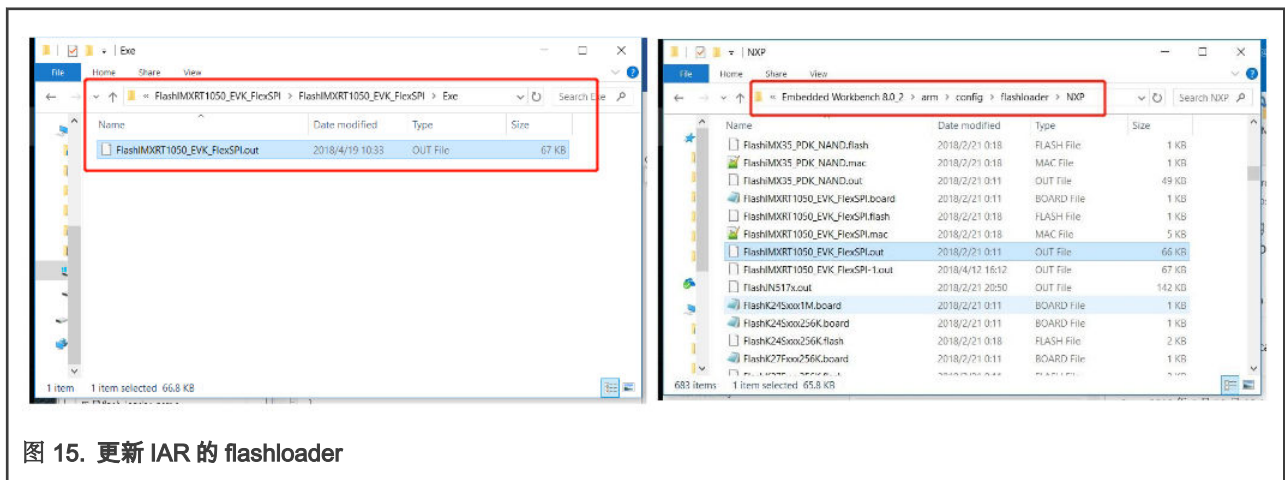 Exe
File Home Share View
« FlashIMXRT1050_EVK_FlexSPI > FlashIMXRT1050_EVK_FlexSPI > Exe
Search Exe
Name Date modified Type Size
FlashIMXRT1050_EVK_FlexSPI.out 2018/4/19 10:33 OUT File 67 KB
1 item 1 item selected 66.8 KB
NXP
File Home Share View
« Embedded Workbench 8.0_2 > arm > config > flashloader > NXP
Search NXP
Name Date modified Type Size
FlashiMX35_PDK_NAND.flash 2018/2/21 0:18 FLASH File 1 KB
FlashiMX35_PDK_NAND.mac 2018/2/21 0:18 MAC File 1 KB
FlashiMX35_PDK_NAND.out 2018/2/21 0:11 OUT File 49 KB
FlashIMXRT1050_EVK_FlexSPI.board 2018/2/21 0:11 BOARD File 1 KB
FlashIMXRT1050_EVK_FlexSPI.flash 2018/2/21 0:18 FLASH File 1 KB
FlashIMXRT1050_EVK_FlexSPI.mac 2018/2/21 0:18 MAC File 5 KB
FlashIMXRT1050_EVK_FlexSPI.out 2018/2/21 0:11 OUT File 66 KB
FlashIMXRT1050_EVK_FlexSPI-1.out 2018/4/12 16:12 OUT File 67 KB
FlashJN517x.out 2018/2/21 20:50 OUT File 142 KB
FlashK24Sxxx1M.board 2018/2/21 0:11 BOARD File 1 KB
FlashK24Sxxx256K.board 2018/2/21 0:11 BOARD File 1 KB
FlashK24Sxxx256K.flash 2018/2/21 0:18 FLASH File 2 KB
FlashK27Fxxx256K.board 2018/2/21 0:11 BOARD File 1 KB
683 items 1 item selected 65.8 KB
图 15. 更新 IAR 的 flashloader